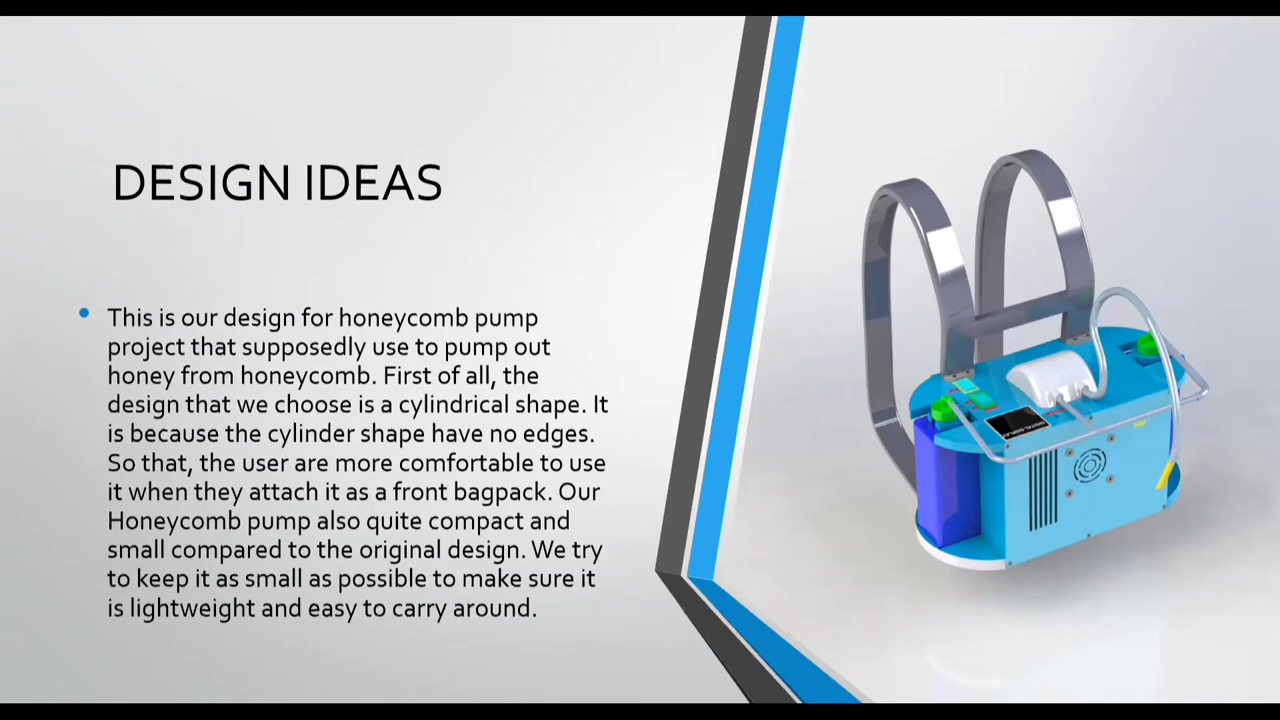 DESIGN IDEAS
This is our design for honeycomb pump
project that supposedly use to pump out
honey from honeycomb. First of all, the
design that we choose is a cylindrical shape. It
is because the cylinder shape have no edges.
So that, the user are more comfortable to use
it when they attach it as a front bagpack. Our
Honeycomb pump also quite compact and
small compared to the original design. We try
to keep it as small as possible to make sure it
is lightweight and easy to carry around.
DIGITAL DISPLAY